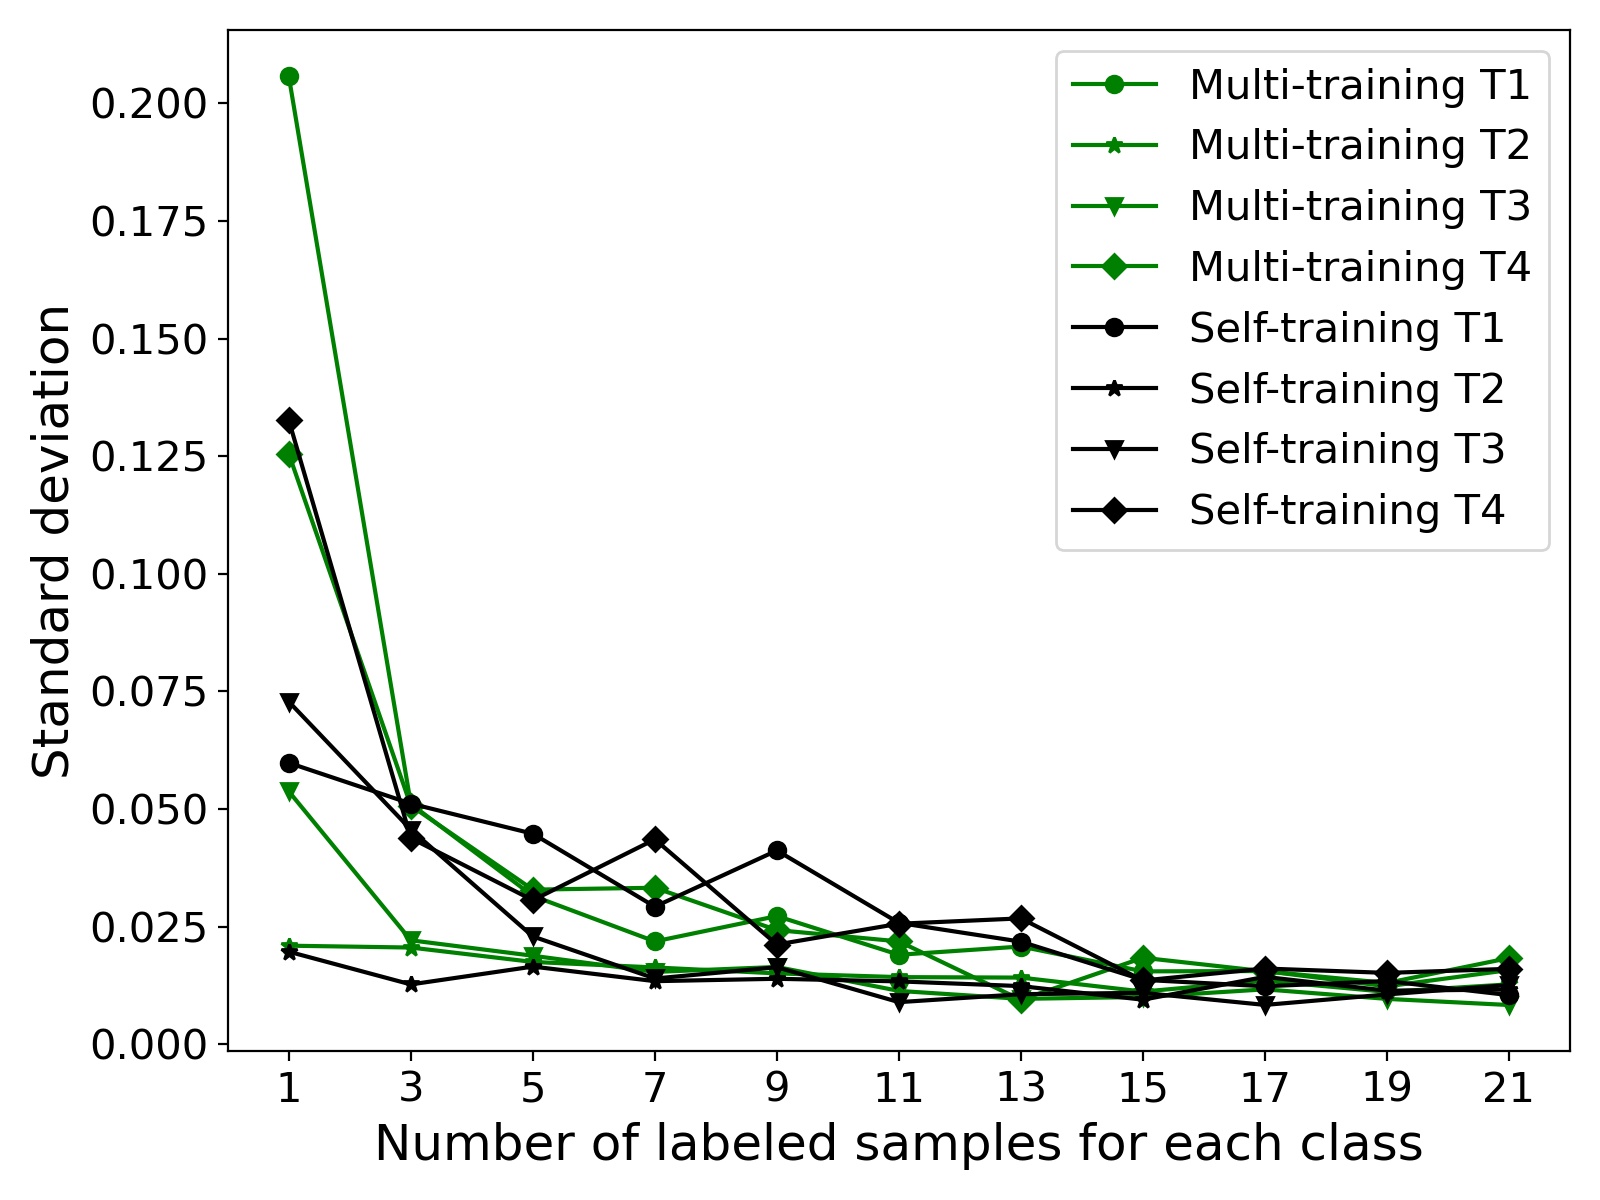 Standard deviation
0.200
0.175
0.150
0.125
0.100
0.075
0.050
0.025
0.000
Multi-training T1
Multi-training T2
Multi-training T3
Multi-training T4
Self-training T1
Self-training T2
Self-training T3
Self-training T4
1 3 5 7 9 11 13 15 17 19 21
Number of labeled samples for each class